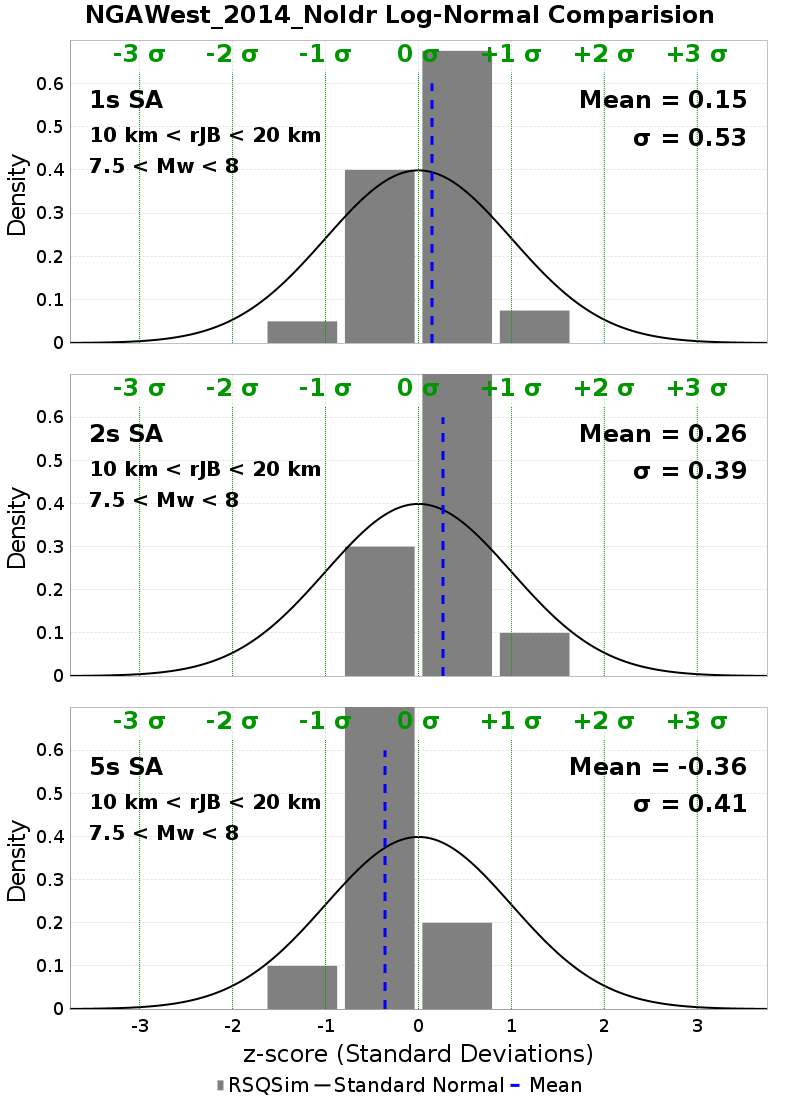 NGAWest_2014_NoIdr Log-Normal Comparision
-3 σ -2 σ -1 σ 0 σ +1 σ +2 σ +3 σ
1s SA
Mean = 0.15
10 km < rJB < 20 km
σ = 0.53
7.5 < Mw < 8
Density
0.6
0.5
0.4
0.3
0.2
0.1
0
-3 σ -2 σ -1 σ 0 σ +1 σ +2 σ +3 σ
2s SA
Mean = 0.26
10 km < rJB < 20 km
σ = 0.39
7.5 < Mw < 8
Density
0.6
0.5
0.4
0.3
0.2
0.1
0
-3 σ -2 σ -1 σ 0 σ +1 σ +2 σ +3 σ
5s SA
Mean = -0.36
10 km < rJB < 20 km
σ = 0.41
7.5 < Mw < 8
Density
0.6
0.5
0.4
0.3
0.2
0.1
0
-3 -2 -1 0 1 2 3
z-score (Standard Deviations)
RSQSim Standard Normal Mean